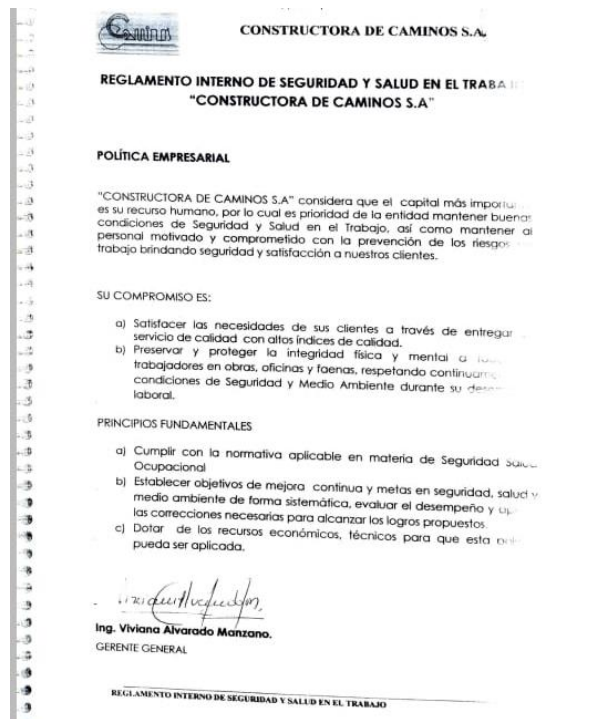 Caminos
CONSTRUCTORA DE CAMINOS S.A.
REGLAMENTO INTERNO DE SEGURIDAD Y SALUD EN EL
"CONSTRUCTORA DE CAMINOS S.A"
POLÍTICA EMPRESARIAL
"CONSTRUCTORA DE CAMINOS S.A" considera que el capital más
es su recurso humano, por lo cual es prioridad de la entidad mantener buenas
condiciones de Seguridad y Salud en el Trabajo, así como mantener al
personal motivado y comprometido con la prevención de los riesgos
trabajo brindando seguridad y satisfacción a nuestros clientes.
SU COMPROMISO ES:
a) Satisfacer las necesidades de sus clientes a través de entregar
servicio de calidad con altos índices de calidad.
b) Preservar y proteger la integridad física y mental a
trabajadores en obras, oficinas y faenas, respetando
condiciones de Seguridad y Medio Ambiente durante su
laboral.
PRINCIPIOS FUNDAMENTALES
a) Cumplir con la normativa aplicable en materia de Seguridad
Ocupacional
b) Establecer objetivos de mejora continua y metas en seguridad, salud y
medio ambiente de forma sistemática, evaluar el desempeño y
las correcciones necesarias para alcanzar los logros propuestos
c) Dotar de los recursos económicos, técnicos para que esta
pueda ser aplicada.
Ing. Viviana Alvarado Manzano.
GERENTE GENERAL
REGLAMENTO INTERNO DE SEGURIDAD Y SALUD EN EL TRABAJO